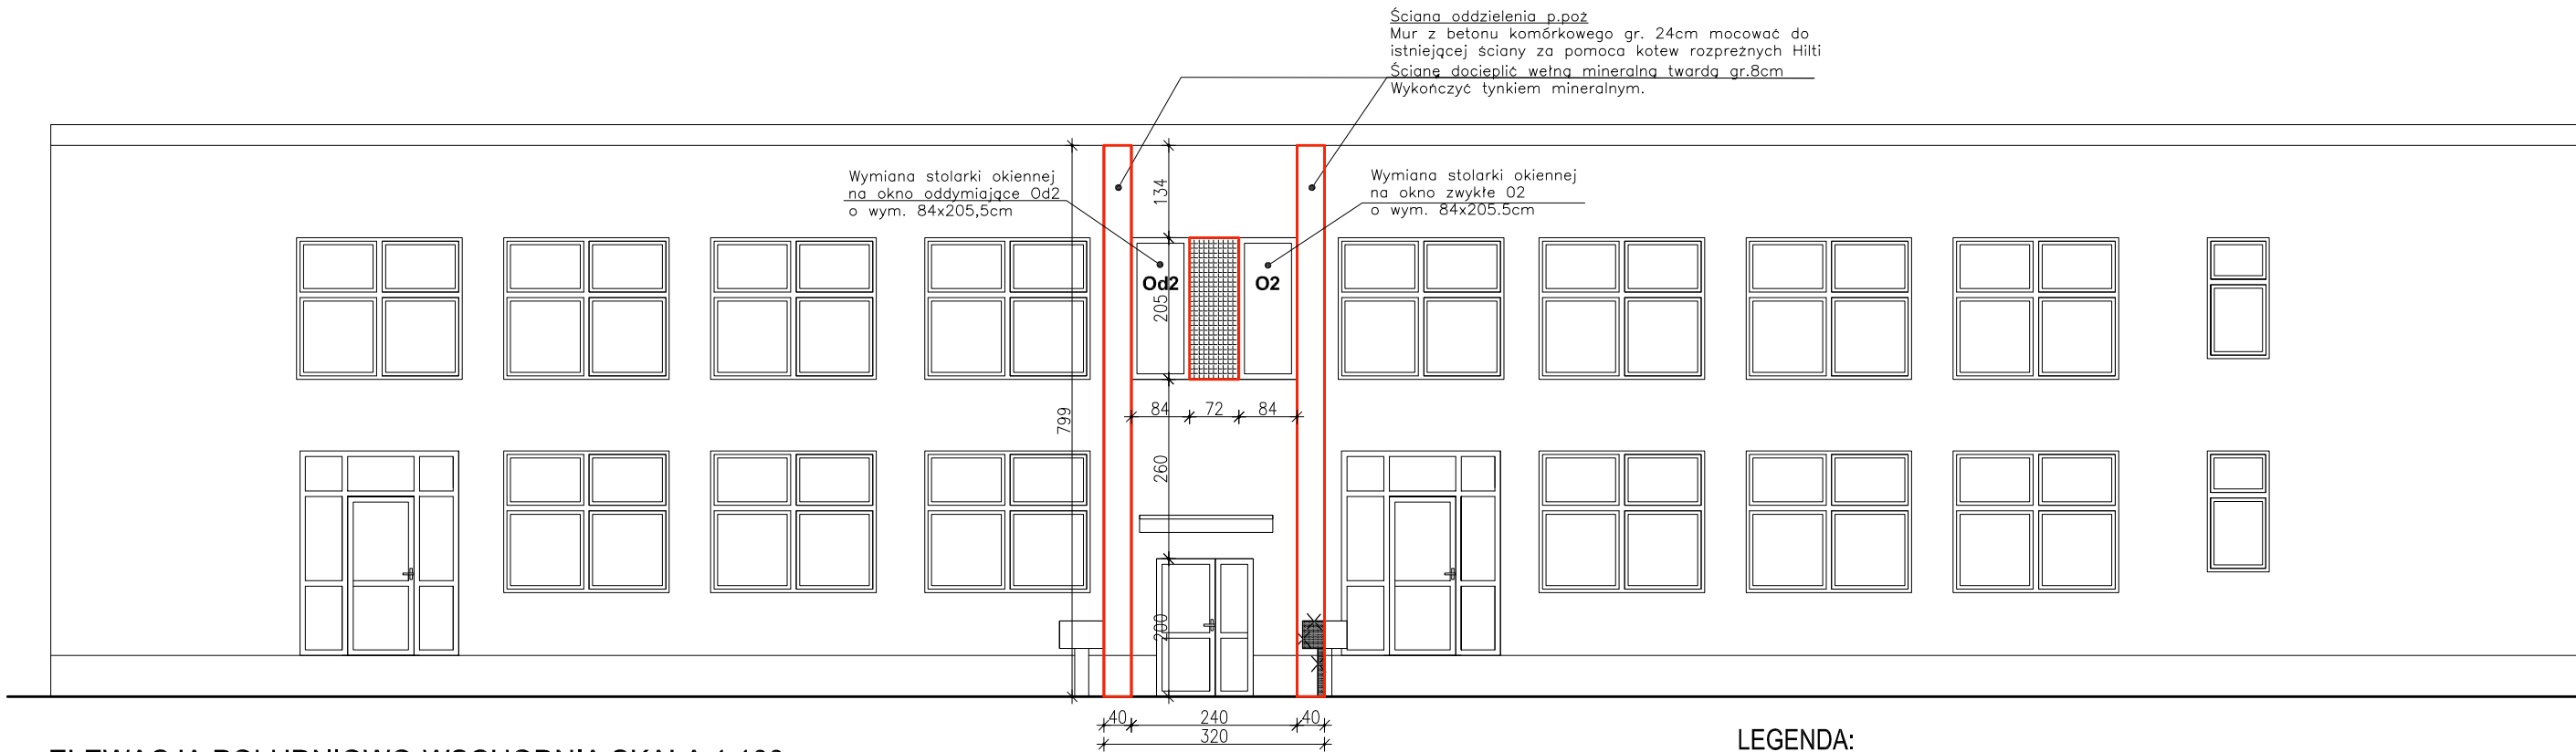 Ściana oddzielenia p.poż
Mur z betonu komórkowego gr. 24cm mocować do
istniejącej ściany za pomoca kotew rozprežnych Hilti
Ścianę docieplić wełną mineralną twardą gr.8cm
Wykończyć tynkiem mineralnym.
Wymiana stolarki okiennej
na okno oddymiające Od2
o wym. 84x205,5cm
Wymiana stolarki okiennej
na okno zwykłe O2
o wym. 84x205.5cm
134
Od2
O2
205
799
84
72
84
260
200
40
240
40
320
LEGENDA: